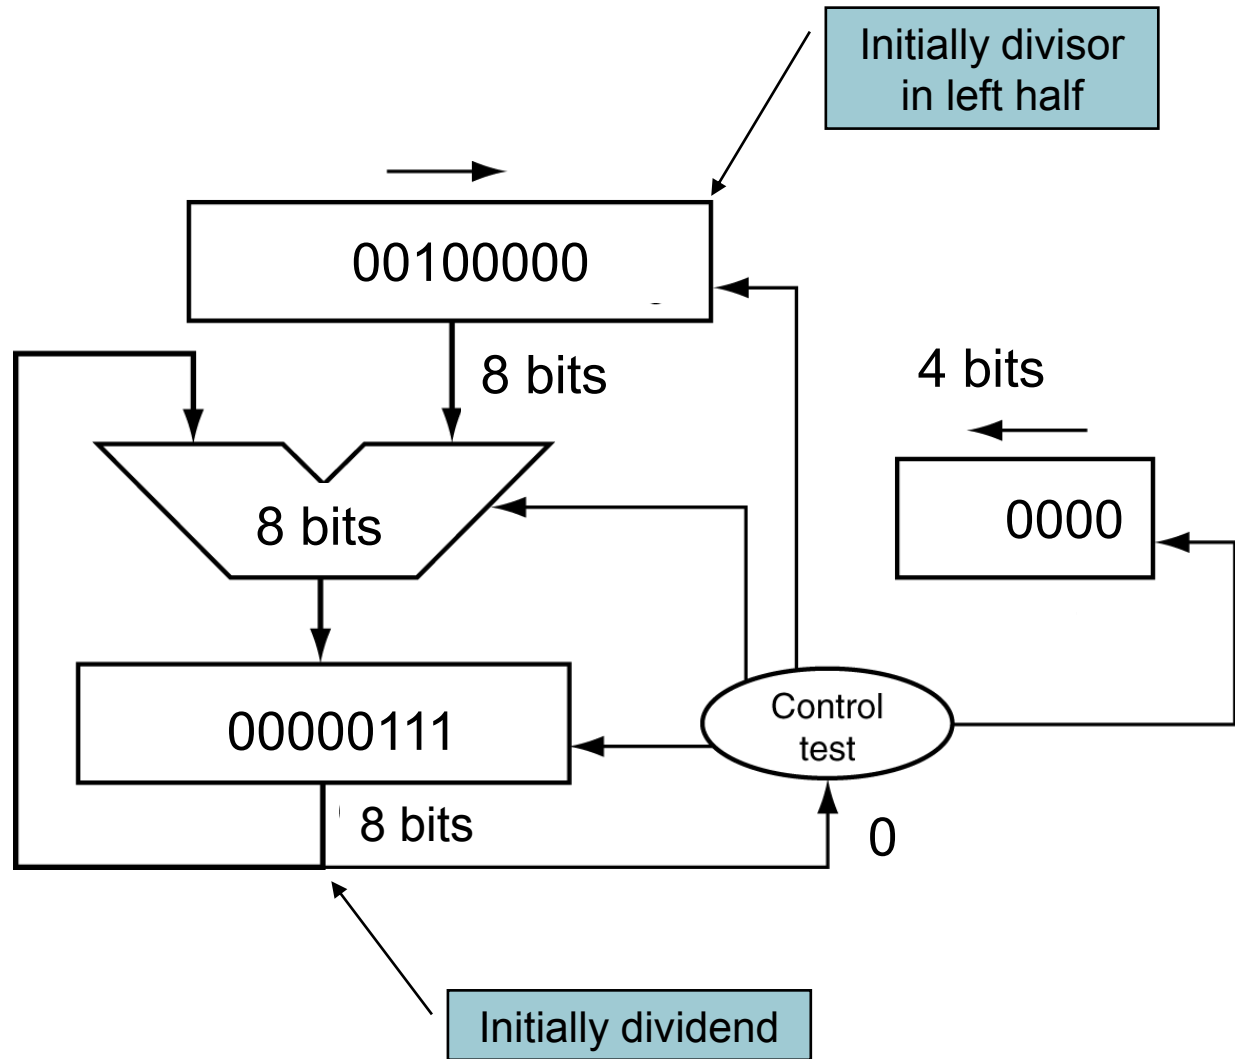 Initially divisor
in left half
00100000
8 bits
4 bits
8 bits
0000
00000111
Control
test
8 bits
0
Initially dividend